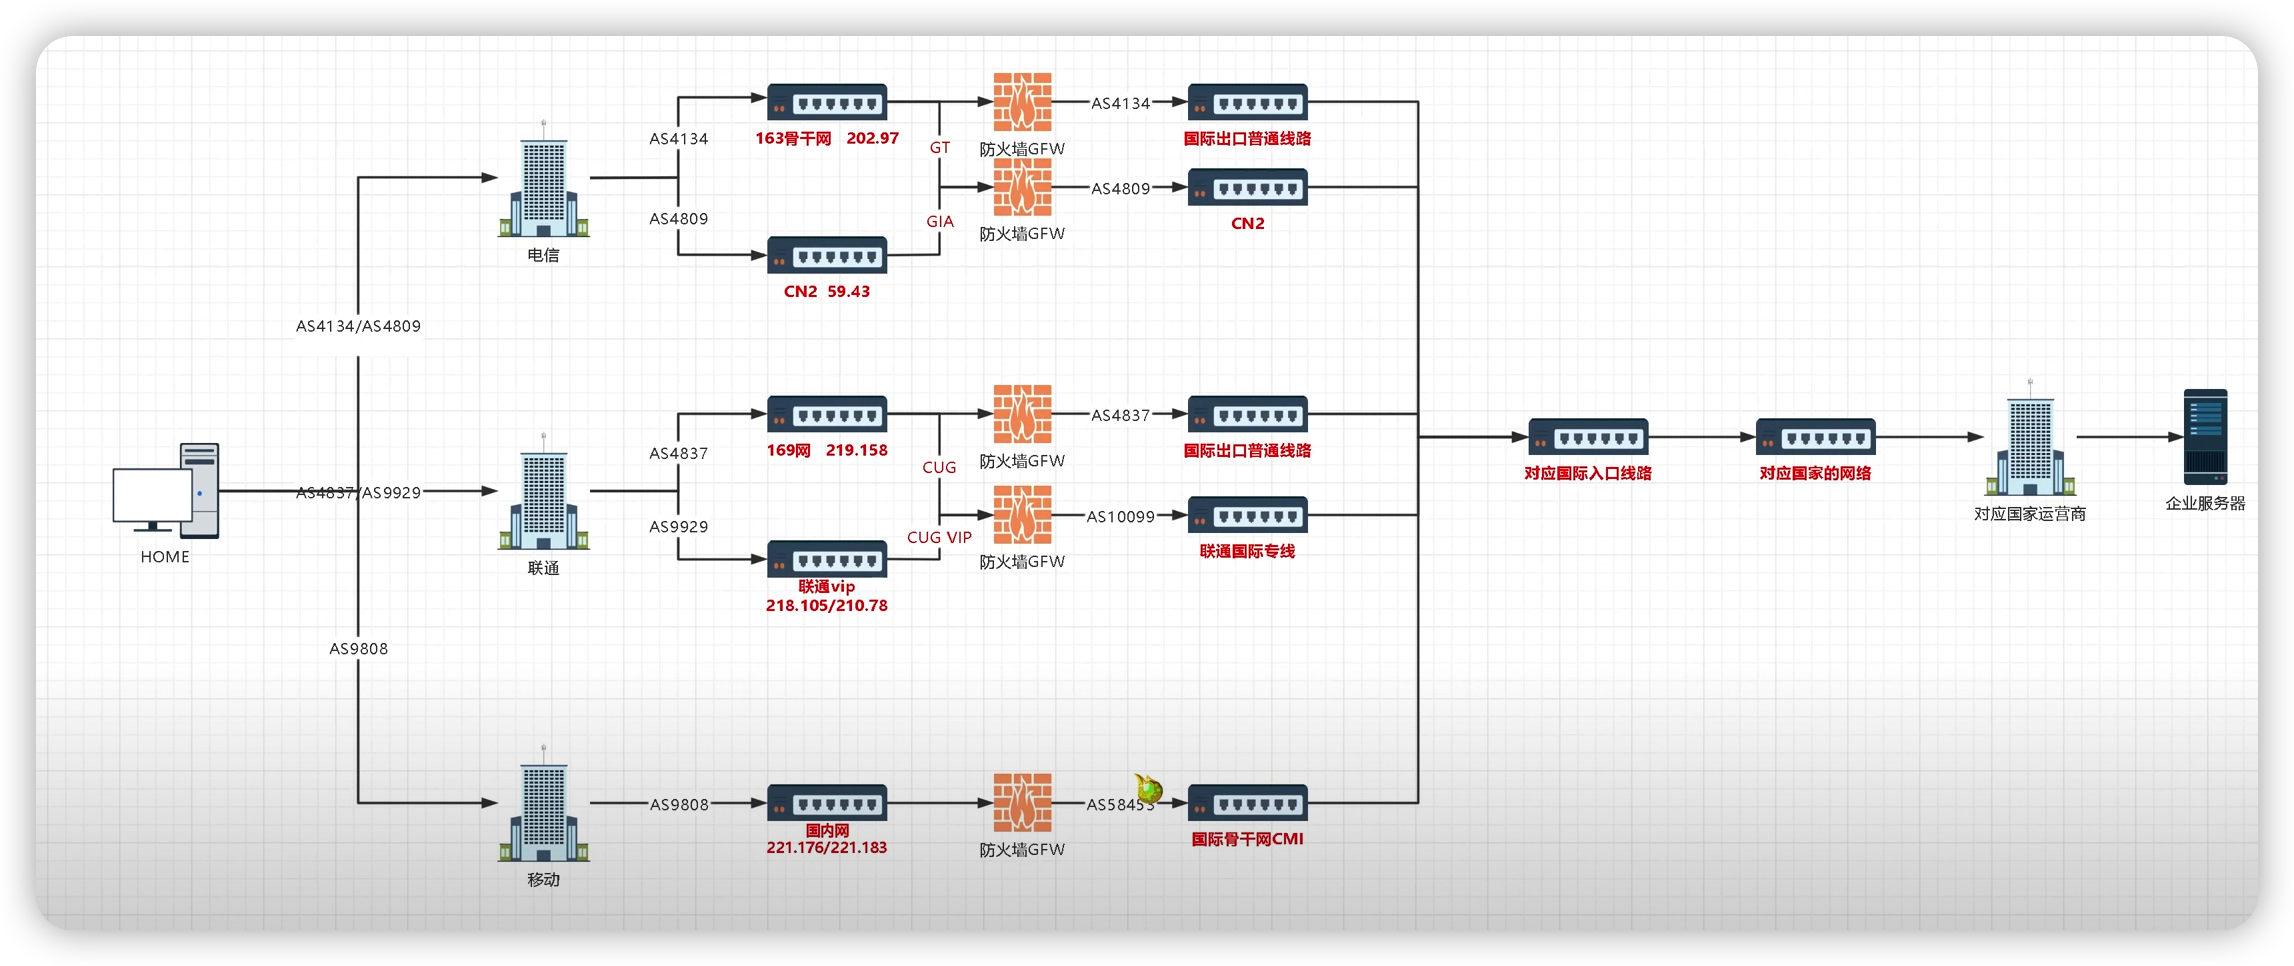 AS4134
163骨干网 202.97
GT
防火墙GFW
AS4134
国际出口普通线路
AS4809
GIA
防火墙GFW
AS4809
CN2
电信
CN2 59.43
AS4134/AS4809
AS4837
169网 219.158
CUG
防火墙GFW
AS4837
国际出口普通线路
对应国际入口线路
对应国家的网络
对应国家运营商
企业服务器
AS4837/AS9929
HOME
联通
AS9929
联通vip
218.105/210.78
CUG VIP
防火墙GFW
AS10099
联通国际专线
AS9808
移动
AS9808
国内网
221.176/221.183
防火墙GFW
AS58453
国际骨干网CMI